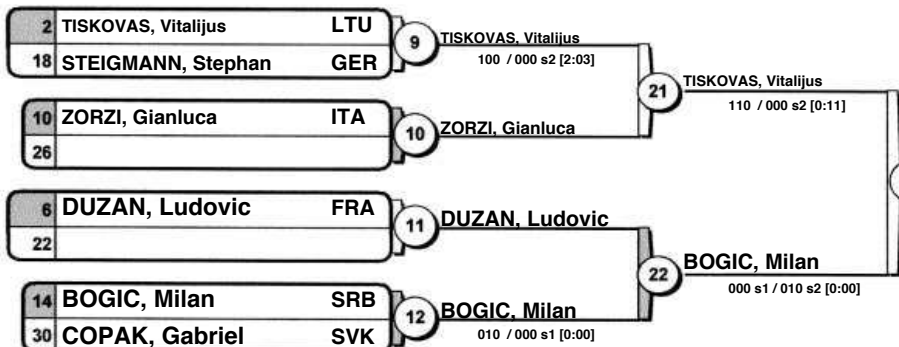 2 TISKOVAS, Vitalijus LTU
18 STEIGMANN, Stephan GER
9
TISKOVAS, Vitalijus
100 / 000 s2 [2:03]
10 ZORZI, Gianluca ITA
26
10
ZORZI, Gianluca
21
TISKOVAS, Vitalijus
110 / 000 s2 [0:11]
6 DUZAN, Ludovic FRA
22
11
DUZAN, Ludovic
14 BOGIC, Milan SRB
30 COPAK, Gabriel SVK
12
BOGIC, Milan
010 / 000 s1 [0:00]
22
BOGIC, Milan
000 s1 / 010 s2 [0:00]